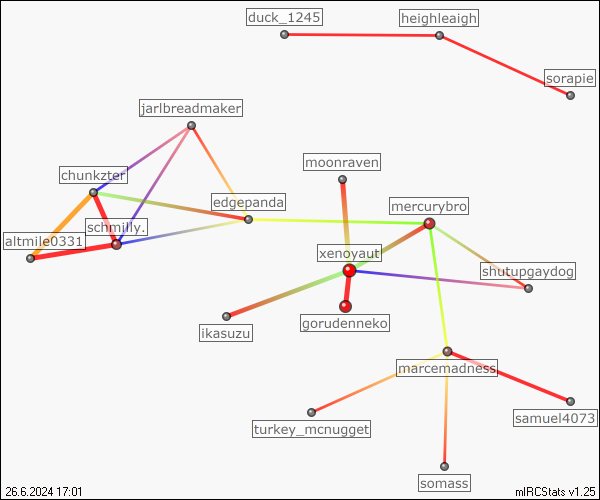 duck_1245
heighleaigh
sorapie
jarlbreadmaker
moonraven
chunkzter
edgepanda
mercurybro
schmilly.
altmile0331
xenoyaut
shutupgaydog
ikasuzu
gorudenneko
marcemadness
samuel4073
turkey_mcnugget
somass
26.6.2024 17:01
mIRCStats v1.25